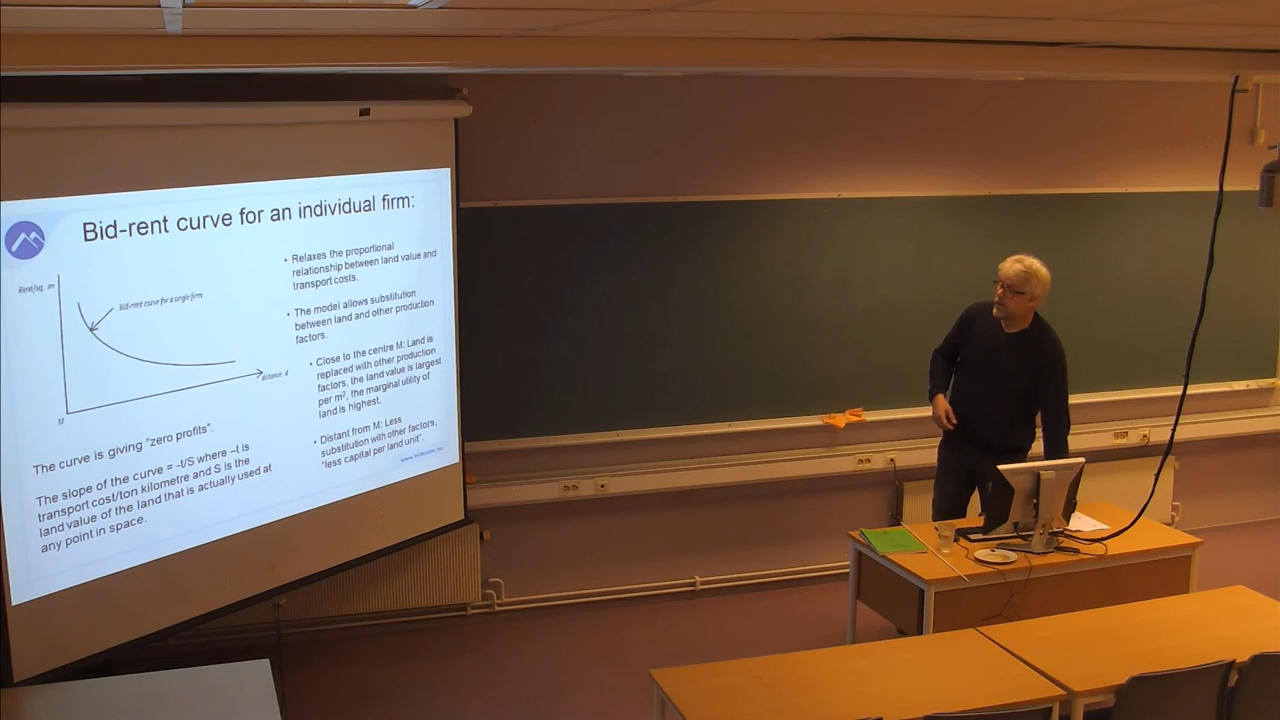 Bid-rent curve for an individual firm:
Rent/sq. m
Bid-rent curve for a single firm
distance d
M
The curve is giving "zero profits".
The slope of the curve = -t/S where –t is
transport cost/ton kilometre and S is the
land value of the land that is actually used at
any point in space.
• Relaxes the proportional
relationship between land value and
transport costs.
• The model allows substitution
between land and other production
factors.
• Close to the centre M: Land is
replaced with other production
factors, the land value is largest
per m², the marginal utility of
land is highest.
• Distant from M: Less
substitution with other factors,
"less capital per land unit".